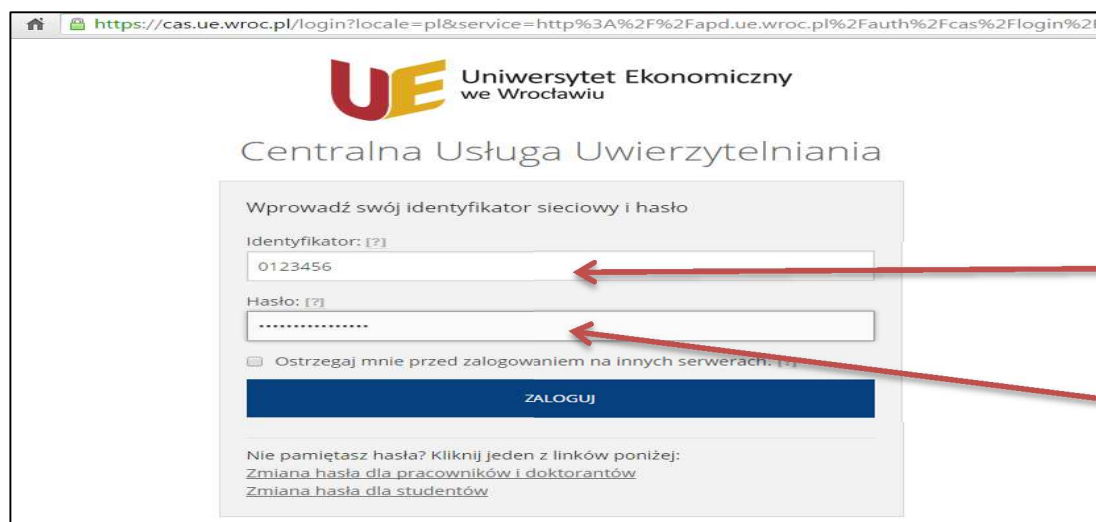 https://cas.ue.wroc.pl/login?locale=pl&service=http%3A%2F%2Fapd.ue.wroc.pl%2Fauth%2Fcas%2Flogin%2F
UE Uniwersytet Ekonomiczny
we Wrocławiu
Centralna Usługa Uwierzytelniania
Wprowadź swój identyfikator sieciowy i hasło
Identyfikator: [?]
0123456
Hasło: [?]
•••••••••••••••
Ostrzegaj mnie przed zalogowaniem na innych serwerach. [?]
ZALOGUJ
Nie pamiętasz hasła? Kliknij jeden z linków poniżej:
Zmiana hasła dla pracowników i doktorantów
Zmiana hasła dla studentów